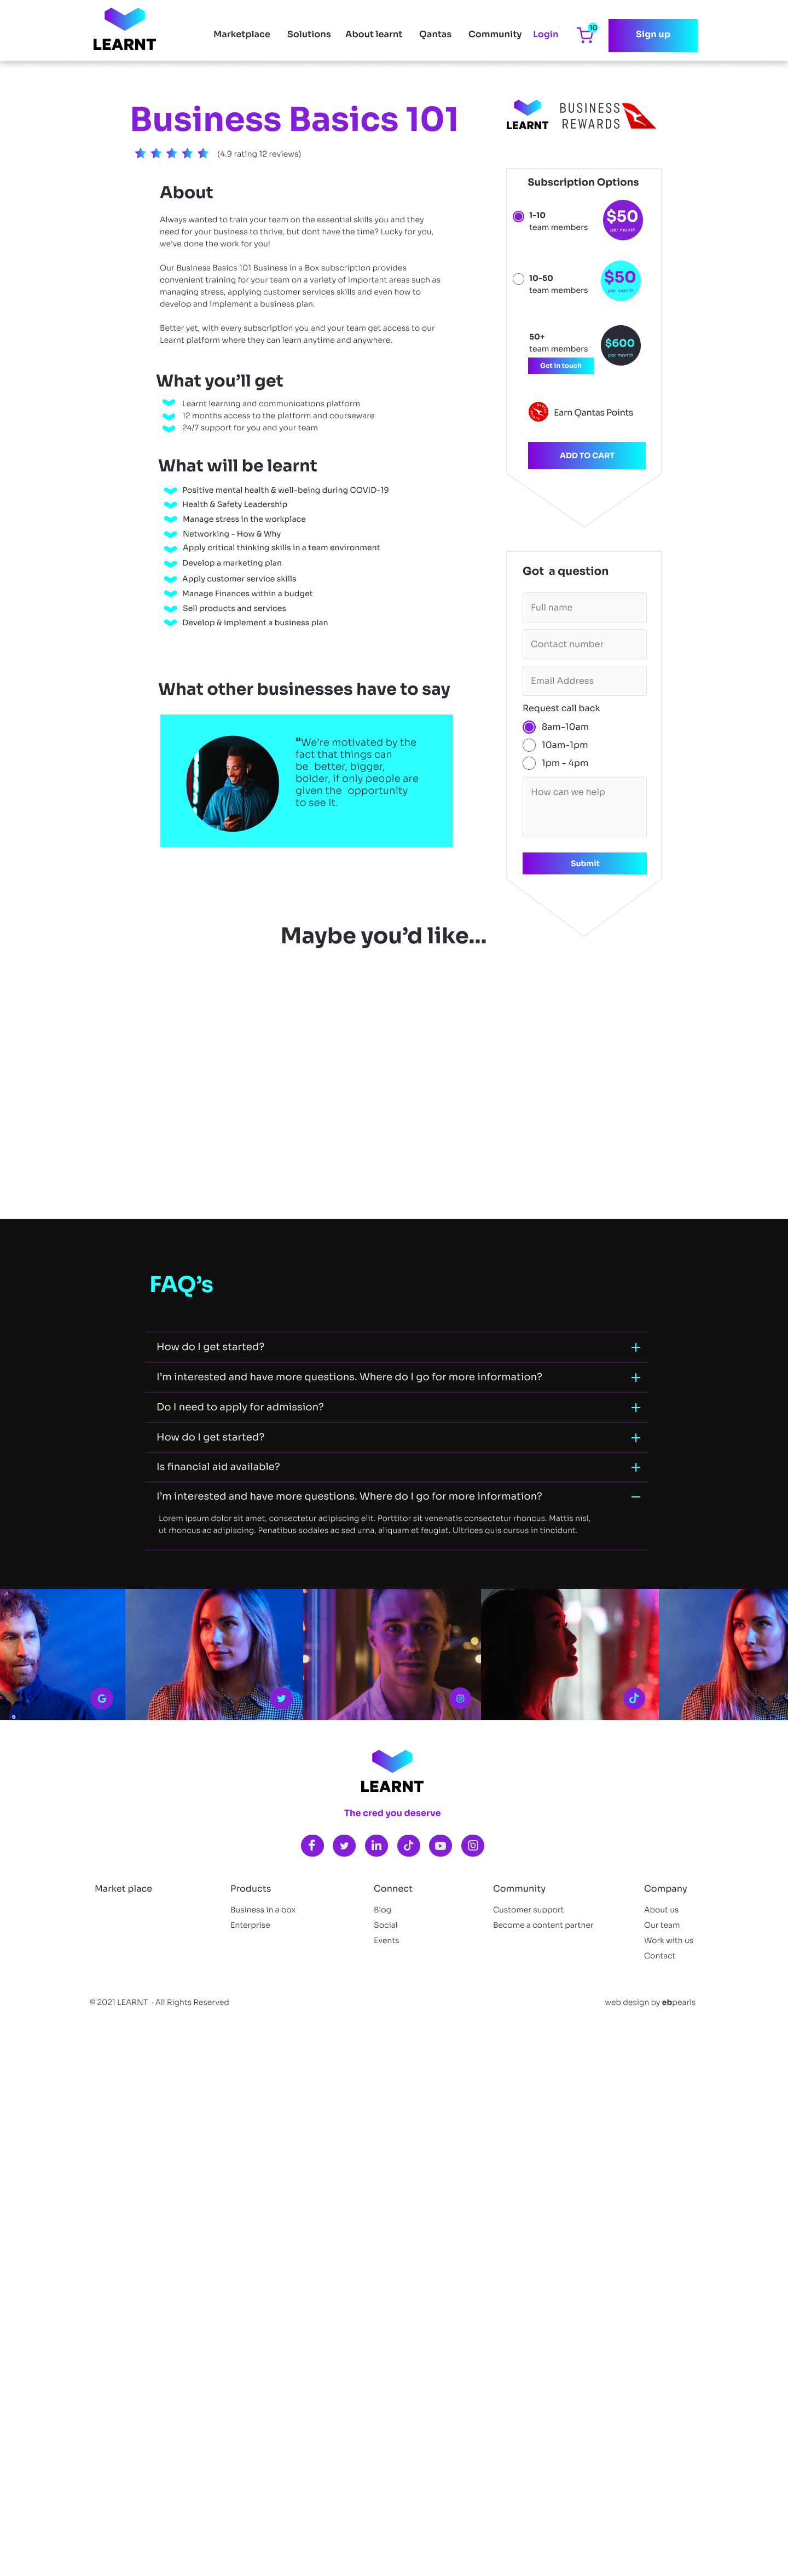 LEARNT
Marketplace
Solutions
About learnt
Qantas
Community
Login
10
Sign up
Business Basics 101
(4.9 rating 12 reviews)
LEARNT
BUSINESS
REWARDS
About
Always wanted to train your team on the essential skills you and they
need for your business to thrive, but dont have the time? Lucky for you,
we've done the work for you!
Our Business Basics 101 Business in a Box subscription provides
convenient training for your team on a variety of important areas such as
managing stress, applying customer services skills and even how to
develop and implement a business plan.
Better yet, with every subscription you and your team get access to our
Learnt platform where they can learn anytime and anywhere.
What you'll get
Learnt learning and communications platform
12 months access to the platform and courseware
24/7 support for you and your team
What will be learnt
Positive mental health & well-being during COVID-19
Health & Safety Leadership
Manage stress in the workplace
Networking - How & Why
Apply critical thinking skills in a team environment
Develop a marketing plan
Apply customer service skills
Manage Finances within a budget
Sell products and services
Develop & implement a business plan
Subscription Options
1-10
team members
$50
per month
10-50
team members
$50
per month
50+
team members
$600
per month
Get in touch
Earn Qantas Points
ADD TO CART
Got a question
Full name
Contact number
Email Address
Request call back
8am-10am
10am-1pm
1pm - 4pm
How can we help
Submit
What other businesses have to say
"We're motivated by the
fact that things can
be better, bigger,
bolder, if only people are
given the opportunity
to see it.
Maybe you'd like...
FAQ's
How do I get started?
I'm interested and have more questions. Where do I go for more information?
Do I need to apply for admission?
How do I get started?
Is financial aid available?
I'm interested and have more questions. Where do I go for more information?
Lorem ipsum dolor sit amet, consectetur adipiscing elit. Porttitor sit venenatis consectetur rhoncus. Mattis nisl,
ut rhoncus ac adipiscing. Penatibus sodales ac sed urna, aliquam et feugiat. Ultrices quis cursus in tincidunt.
LEARNT
The cred you deserve
Market place
Products
Business in a box
Enterprise
Connect
Blog
Social
Events
Community
Customer support
Become a content partner
Company
About us
Our team
Work with us
Contact
© 2021 LEARNT · All Rights Reserved
web design by ebpearls